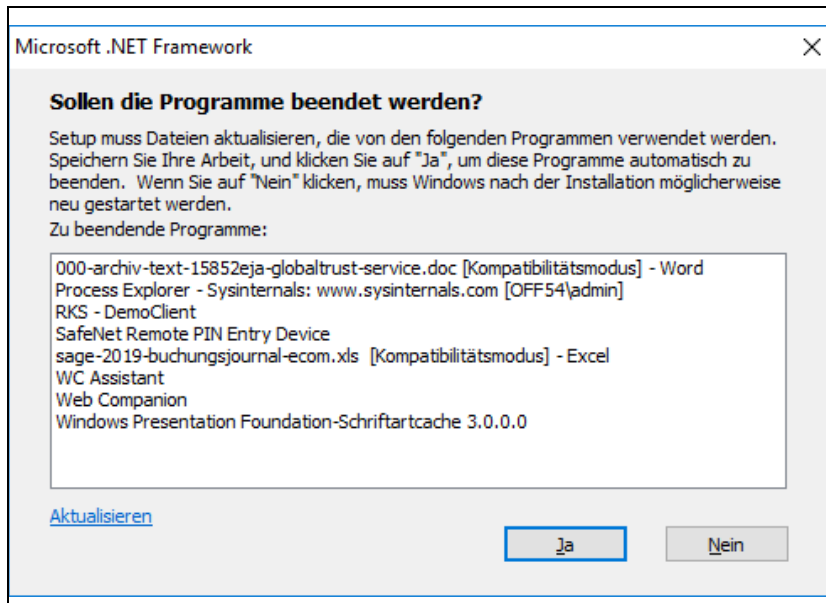 Microsoft .NET Framework
Sollen die Programme beendet werden?
Setup muss Dateien aktualisieren, die von den folgenden Programmen verwendet werden.
Speichern Sie Ihre Arbeit, und klicken Sie auf "Ja", um diese Programme automatisch zu
beenden.  Wenn Sie auf "Nein" klicken, muss Windows nach der Installation möglicherweise
neu gestartet werden.
Zu beendende Programme:
000-archiv-text-15852eja-globaltrust-service.doc [Kompatibilitätsmodus] - Word
Process Explorer - Sysinternals: www.sysinternals.com [OFF54\admin]
RKS - DemoClient
SafeNet Remote PIN Entry Device
sage-2019-buchungsjournal-ecom.xls  [Kompatibilitätsmodus] - Excel
WC Assistant
Web Companion
Windows Presentation Foundation-Schriftartcache 3.0.0.0
Aktualisieren
Ja
Nein